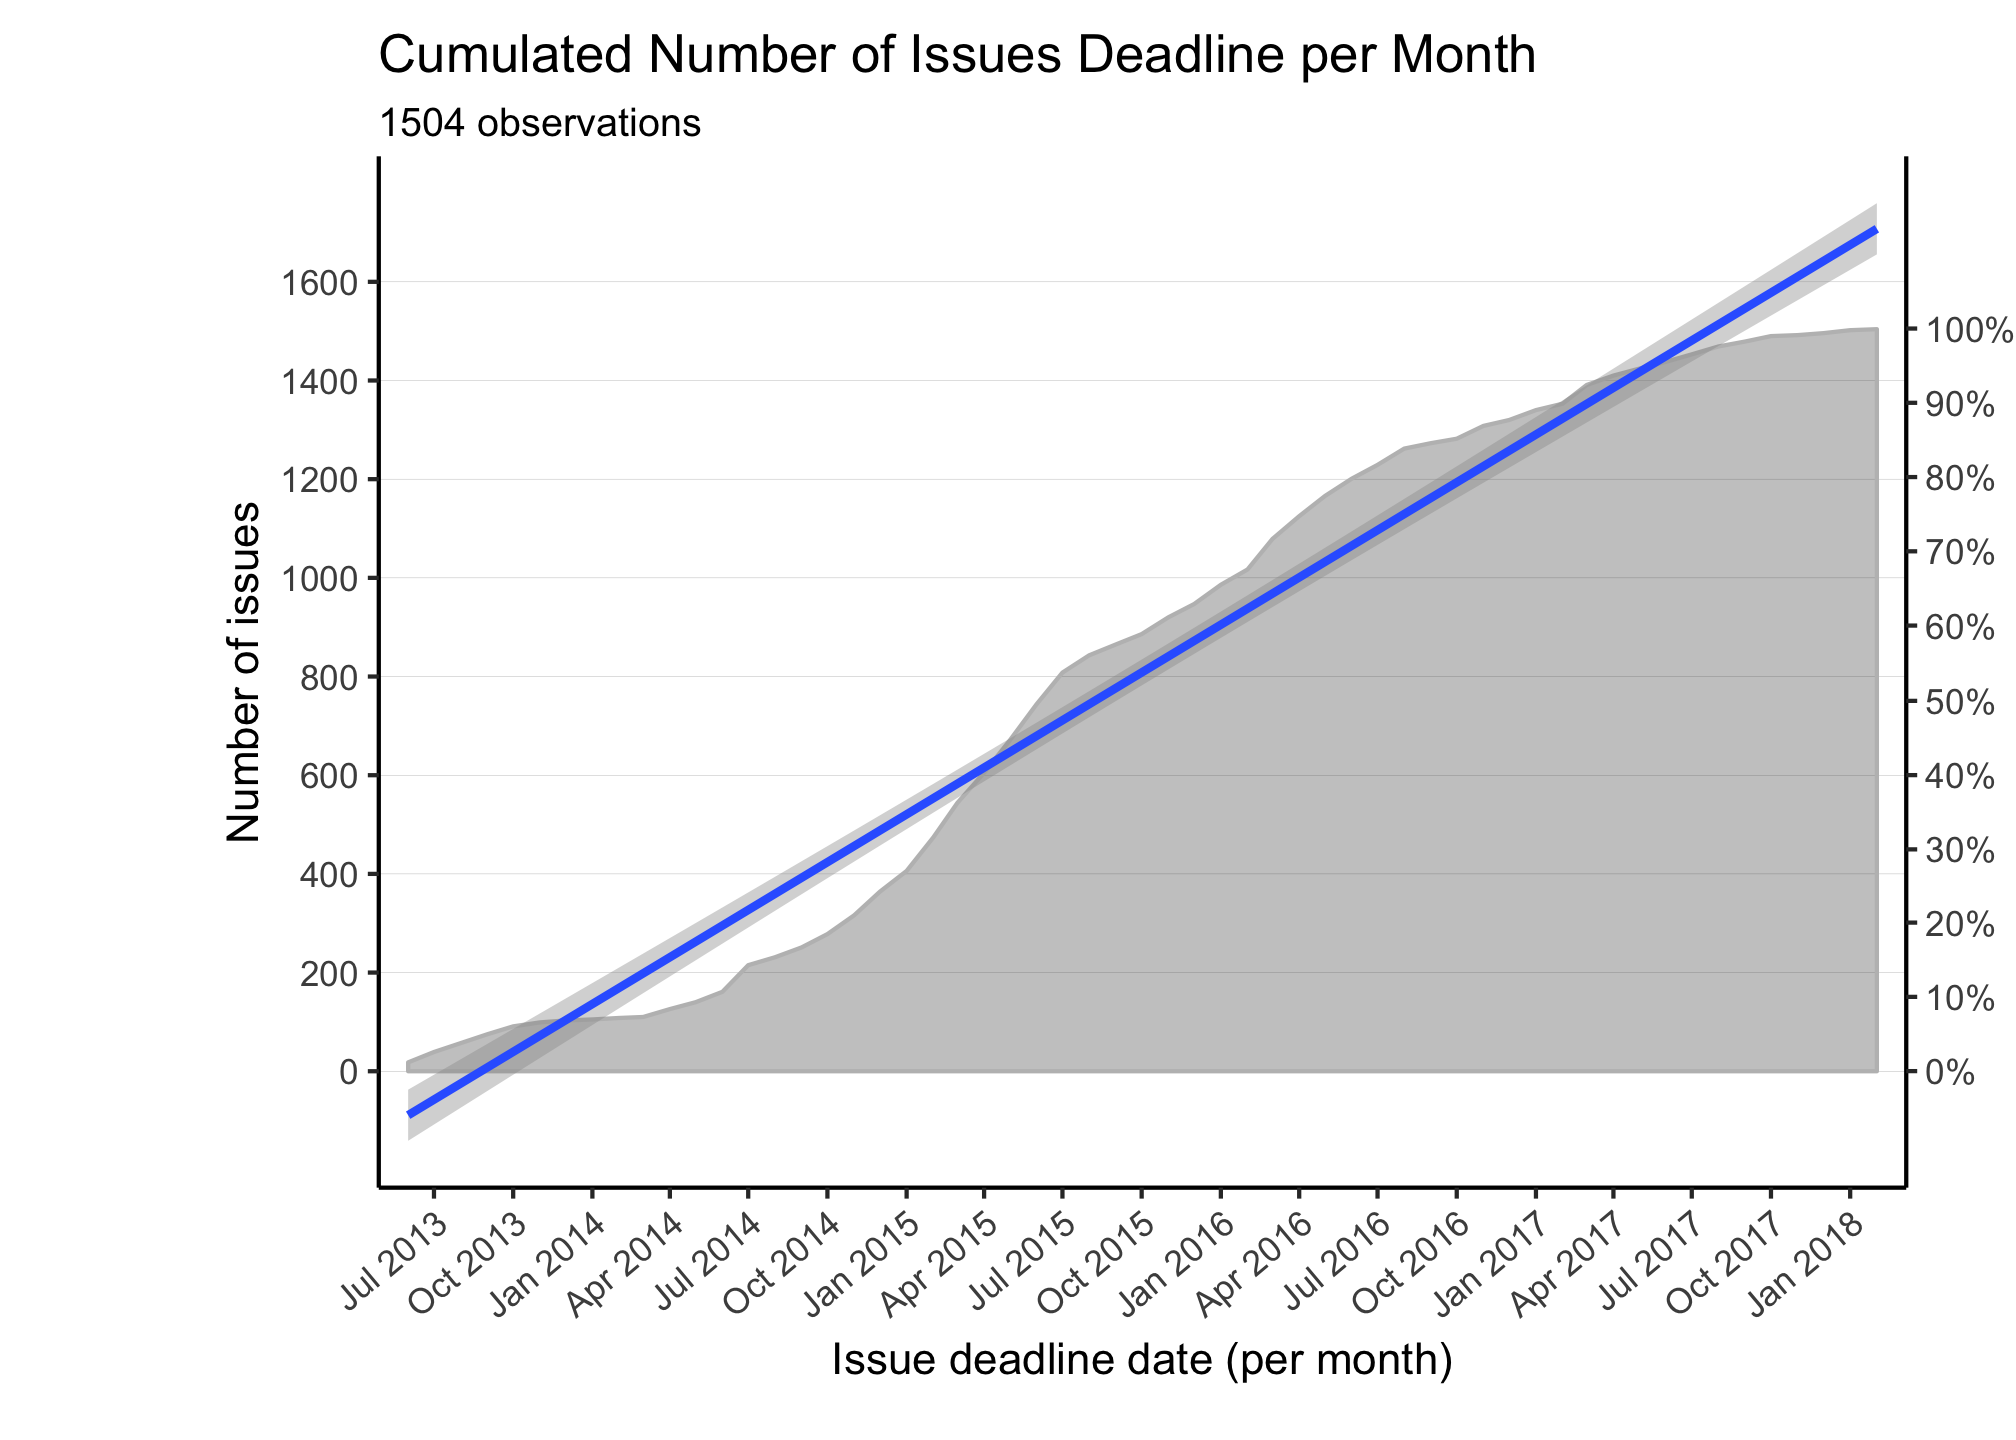 Cumulated Number of Issues Deadline per Month
1504 observations
Number of issues
1600
1400
1200
1000
800
600
400
200
0
100%
90%
80%
70%
60%
50%
40%
30%
20%
10%
0%
Jul 2013
Oct 2013
Jan 2014
Apr 2014
Jul 2014
Oct 2014
Jan 2015
Apr 2015
Jul 2015
Oct 2015
Jan 2016
Apr 2016
Jul 2016
Oct 2016
Jan 2017
Apr 2017
Jul 2017
Oct 2017
Jan 2018
Issue deadline date (per month)